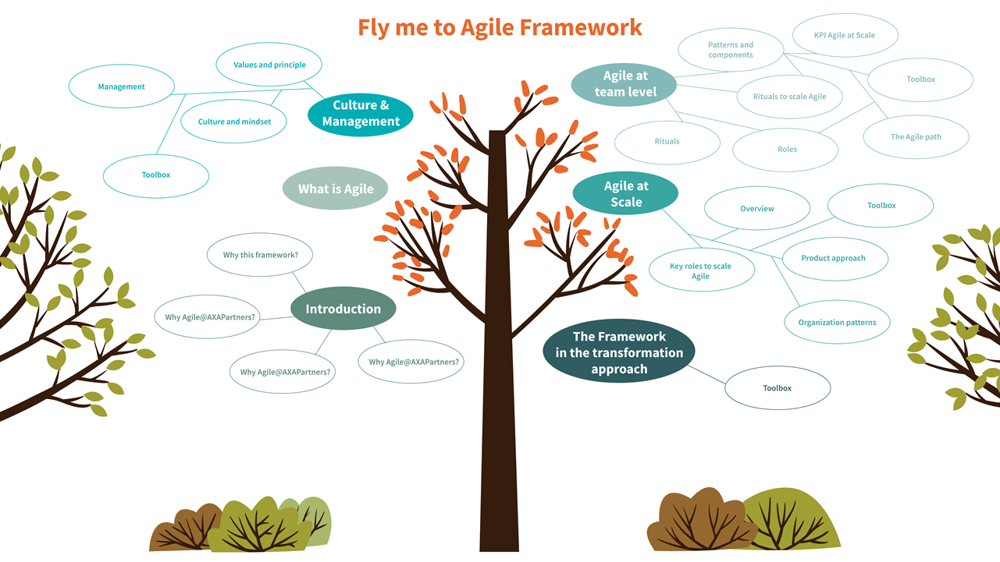 Fly me to Agile Framework
Values and principle
Management
Culture &
Management
Culture and mindset
Toolbox
What is Agile
Why this framework?
Introduction
Why Agile@AXAPartners?
Why Agile@AXAPartners?
Why Agile@AXAPartners?
Agile at
team level
Patterns and
components
KPI Agile at Scale
Toolbox
Rituals to scale Agile
The Agile path
Rituals
Roles
Agile at
Scale
Overview
Toolbox
Key roles to scale
Agile
Product approach
Organization patterns
The Framework
in the transformation
approach
Toolbox